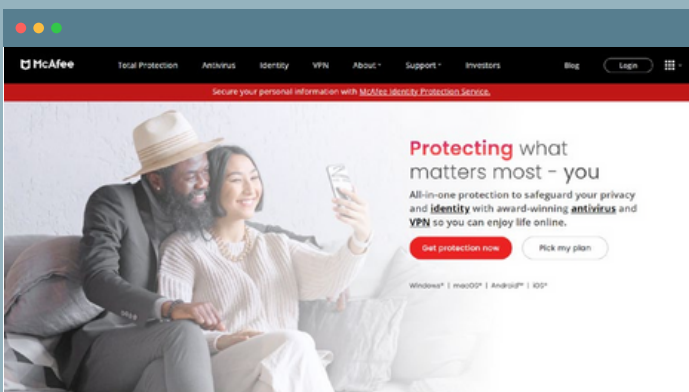 McAfee
Total Protection Antivirus Identity VPN About Support Investors Blog Login
Secure your personal information with McAfee Identity Protection Service.
Protecting what
matters most - you
All-in-one protection to safeguard your privacy
and identity with award-winning antivirus and
VPN so you can enjoy life online.
Get protection now Pick my plan
Windows® | macOS® | Android™ | iOS®